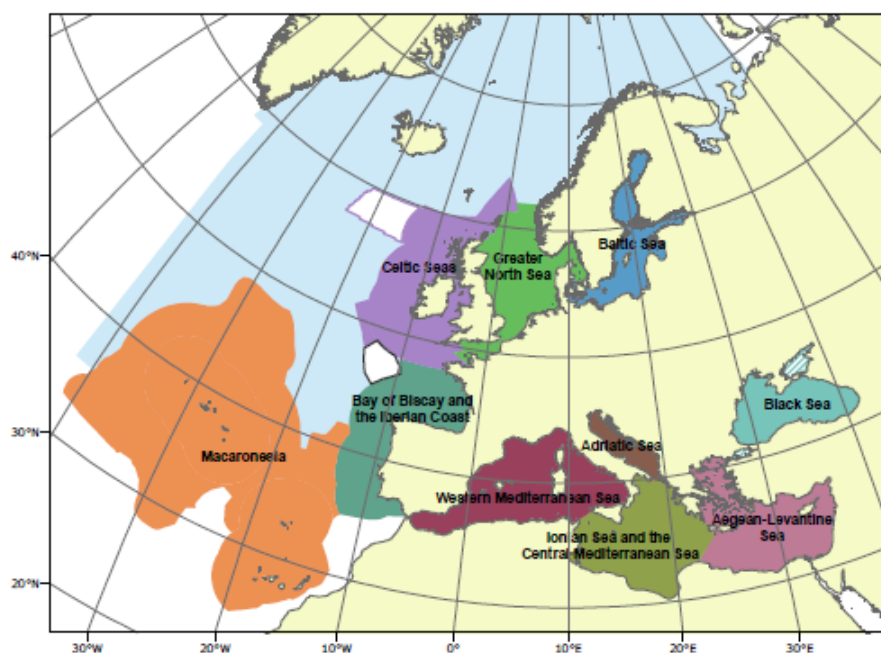 40°N
30°N
20°N
Celtic Seas
Greater
North Sea
Baltic Sea
Bay of Biscay and
the Iberian Coast
Black Sea
Macaronesia
Adriatic Sea
Western Mediterranean Sea
Ionian Sea and the
Central Mediterranean Sea
Aegean-Levantine
Sea
30°W
20°W
10°W
0°
10°E
20°E
30°E